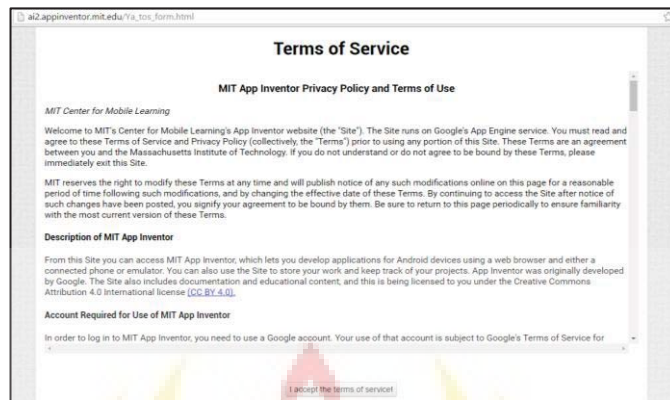 ai2.appinventor.mit.edu/Ya_tos_form.html
Terms of Service
MIT App Inventor Privacy Policy and Terms of Use
MIT Center for Mobile Learning
Welcome to MIT's Center for Mobile Learning's App Inventor website (the "Site"). The Site runs on Google's App Engine service. You must read and
agree to these Terms of Service and Privacy Policy (collectively, the "Terms") prior to using any portion of this Site. These Terms are an agreement
between you and the Massachusetts Institute of Technology. If you do not understand or do not agree to be bound by these Terms, please
immediately exit this Site.
MIT reserves the right to modify these Terms at any time and will publish notice of any such modifications online on this page for a reasonable
period of time following such modifications, and by changing the effective date of these Terms. By continuing to access the Site after notice of
such changes have been posted, you signify your agreement to be bound by them. Be sure to return to this page periodically to ensure familiarity
with the most current version of these Terms.
Description of MIT App Inventor
From this Site you can access MIT App Inventor, which lets you develop applications for Android devices using a web browser and either a
connected phone or emulator. You can also use the Site to store your work and keep track of your projects. App Inventor was originally developed
by Google. The Site also includes documentation and educational content, and this is being licensed to you under the Creative Commons
Attribution 4.0 International license (CC BY 4.0).
Account Required for Use of MIT App Inventor
In order to log in to MIT App Inventor, you need to use a Google account. Your use of that account is subject to Google's Terms of Service for
I accept the terms of service!